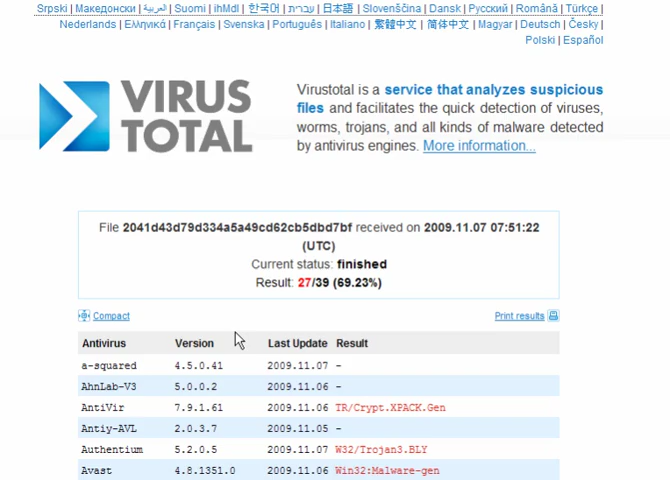 Srpski | Македонски | العربية | Suomi | ihMdI | 한국어 | עברית | 日本語 | Slovenščina | Dansk | Русский | Română | Türkçe |
Nederlands | Ελληνικά | Français | Svenska | Português | Italiano | 繁體中文 | 简体中文 | Magyar | Deutsch | Česky |
Polski | Español
VIRUS
TOTAL
Virustotal is a service that analyzes suspicious
files and facilitates the quick detection of viruses,
worms, trojans, and all kinds of malware detected
by antivirus engines. More information...
File 2041d43d79d334a5a49cd62cb5dbd7bf received on 2009.11.07 07:51:22
(UTC)
Current status: finished
Result: 27/39 (69.23%)
Compact
Print results
Antivirus Version Last Update Result
a-squared 4.5.0.41 2009.11.07 -
AhnLab-V3 5.0.0.2 2009.11.06 -
AntiVir 7.9.1.61 2009.11.06 TR/Crypt.XPACK.Gen
Antiy-AVL 2.0.3.7 2009.11.05 -
Authentium 5.2.0.5 2009.11.07 W32/Trojan3.BLY
Avast 4.8.1351.0 2009.11.06 Win32:Malware-gen